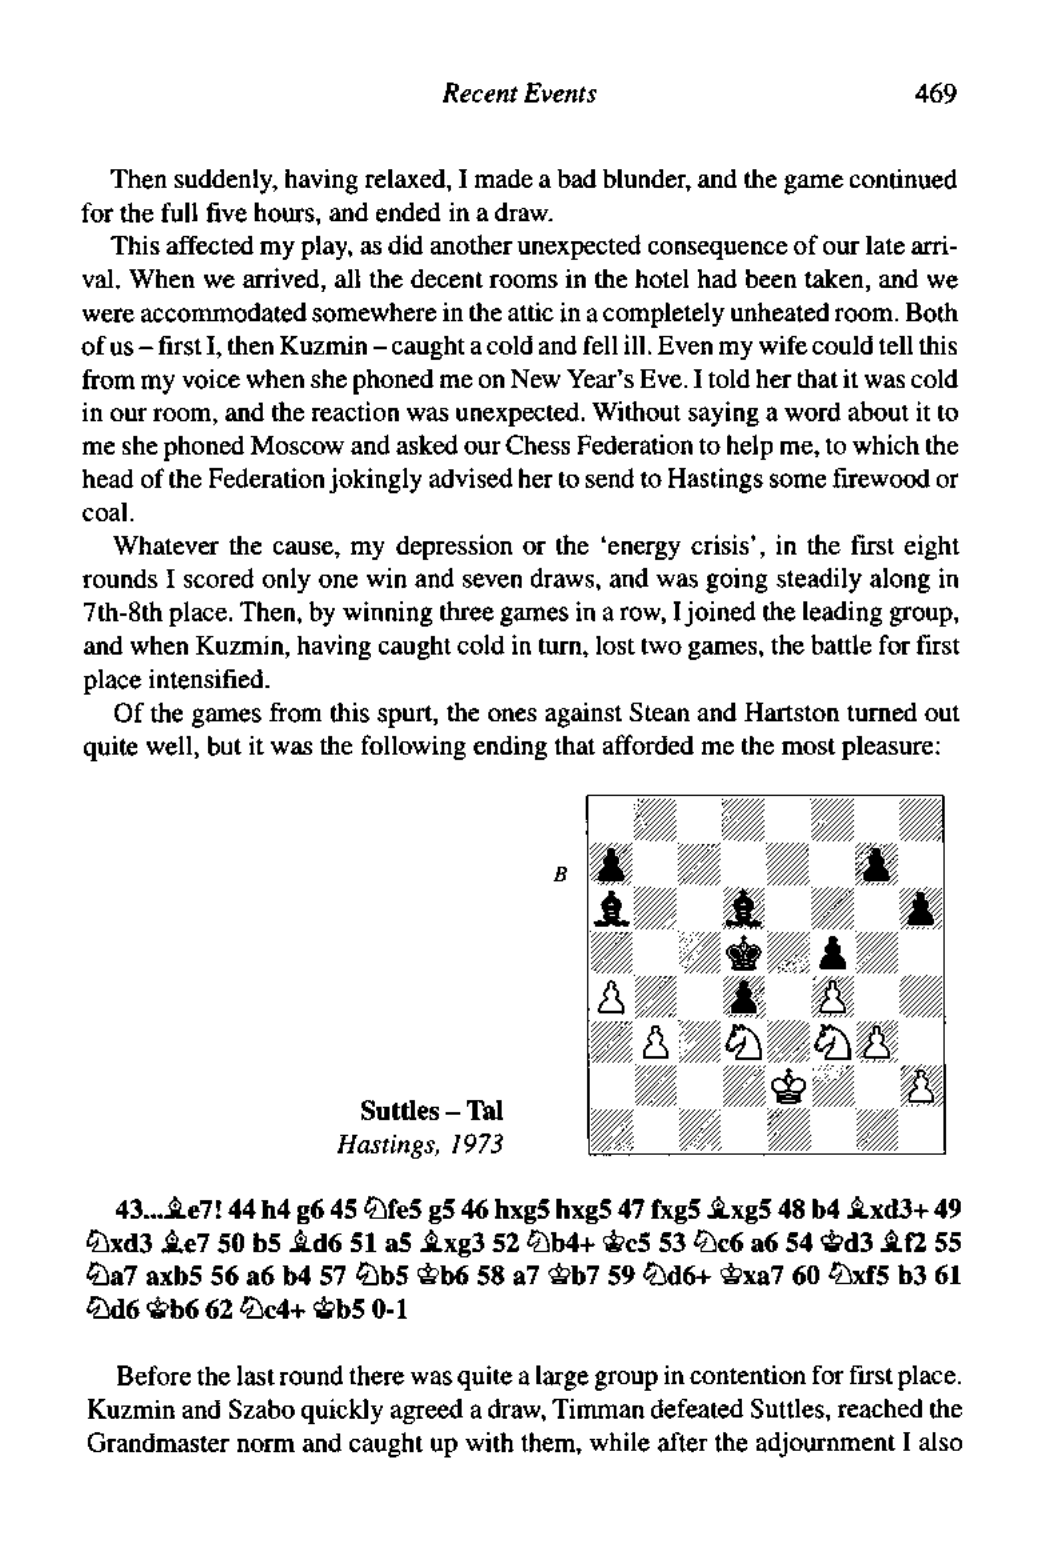 Recent Events 469
Then suddenly, having relaxed, I made a bad blunder, and the game continued
for the full five hours, and ended in a draw.
This affected my play, as did another unexpected consequence of our late arri-
val. When we arrived, all the decent rooms in the hotel had been taken, and we
were accommodated somewhere in the attic in a completely unheated room. Both
of us – first I, then Kuzmin – caught a cold and fell ill. Even my wife could tell this
from my voice when she phoned me on New Year's Eve. I told her that it was cold
in our room, and the reaction was unexpected. Without saying a word about it to
me she phoned Moscow and asked our Chess Federation to help me, to which the
head of the Federation jokingly advised her to send to Hastings some firewood or
coal.
Whatever the cause, my depression or the 'energy crisis', in the first eight
rounds I scored only one win and seven draws, and was going steadily along in
7th-8th place. Then, by winning three games in a row, I joined the leading group,
and when Kuzmin, having caught cold in turn, lost two games, the battle for first
place intensified.
Of the games from this spurt, the ones against Stean and Hartston turned out
quite well, but it was the following ending that afforded me the most pleasure:
B
Suttles – Tal
Hastings, 1973
43...♗e7! 44 h4 g6 45 ♘fe5 g5 46 hxg5 hxg5 47 fxg5 ♗xg5 48 b4 ♗xd3+ 49
♘xd3 ♗e7 50 b5 ♗d6 51 a5 ♗xg3 52 ♘b4+ ♔c5 53 ♘c6 a6 54 ♔d3 ♗f2 55
♘a7 axb5 56 a6 b4 57 ♘b5 ♔b6 58 a7 ♔b7 59 ♘d6+ ♔xa7 60 ♘xf5 b3 61
♘d6 ♔b6 62 ♘c4+ ♔b5 0-1
Before the last round there was quite a large group in contention for first place.
Kuzmin and Szabo quickly agreed a draw, Timman defeated Suttles, reached the
Grandmaster norm and caught up with them, while after the adjournment I also